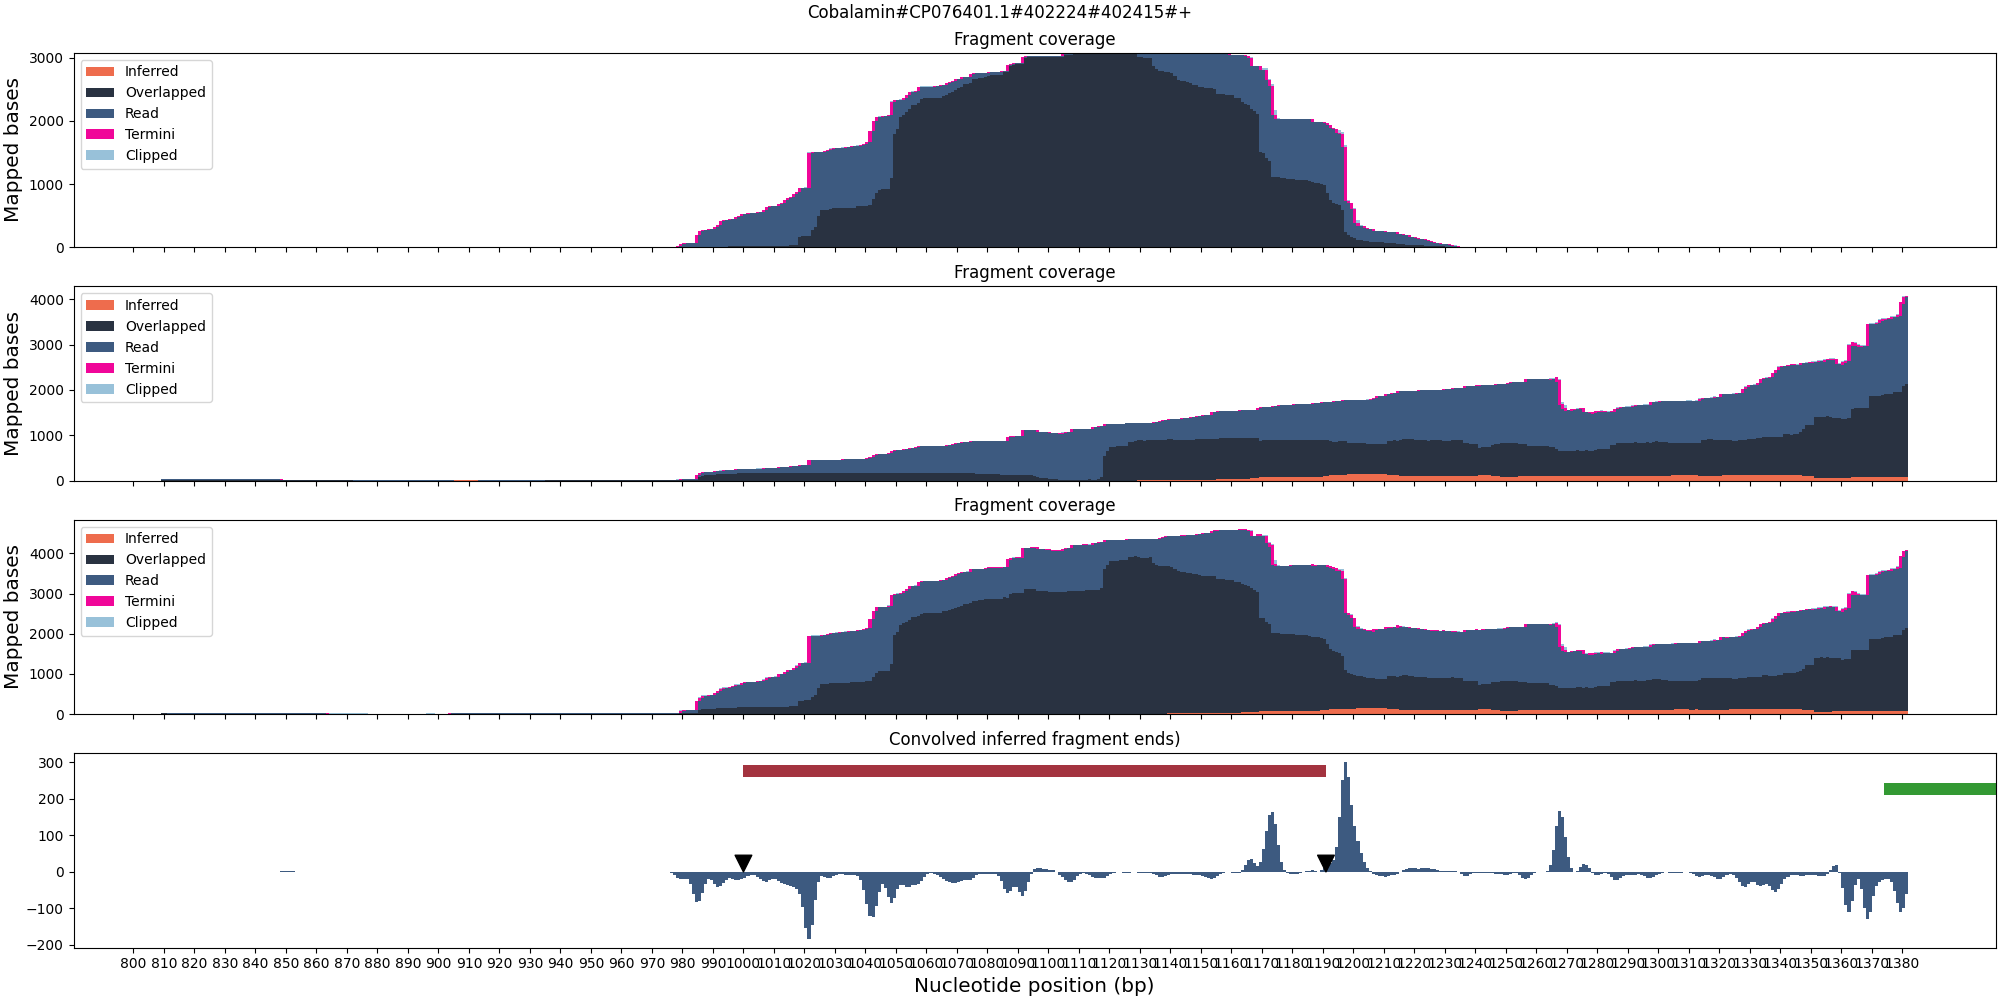 Cobalamin#CP076401.1#402224#402415#+
Fragment coverage
Mapped bases
3000
2000
1000
0
Inferred
Overlapped
Read
Termini
Clipped
Fragment coverage
Mapped bases
4000
3000
2000
1000
0
Inferred
Overlapped
Read
Termini
Clipped
Fragment coverage
Mapped bases
4000
3000
2000
1000
0
Inferred
Overlapped
Read
Termini
Clipped
Convolved inferred fragment ends)
300
200
100
0
−100
−200
800 810 820 830 840 850 860 870 880 890 900 910 920 930 940 950 960 970 980 990 1000 1010 1020 1030 1040 1050 1060 1070 1080 1090 1100 1110 1120 1130 1140 1150 1160 1170 1180 1190 1200 1210 1220 1230 1240 1250 1260 1270 1280 1290 1300 1310 1320 1330 1340 1350 1360 1370 1380
Nucleotide position (bp)